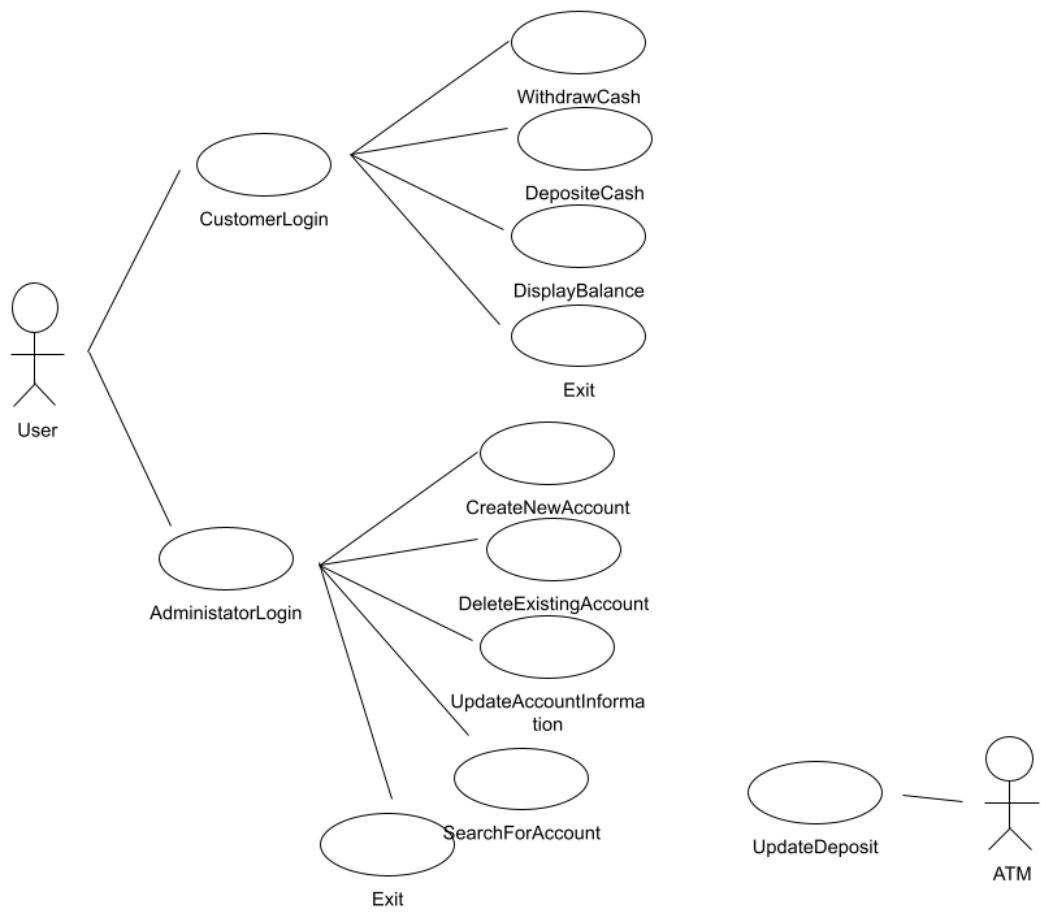 WithdrawCash
DepositeCash
CustomerLogin
DisplayBalance
Exit
User
CreateNewAccount
DeleteExistingAccount
AdministatorLogin
UpdateAccountInforma
tion
SearchForAccount
UpdateDeposit
ATM
Exit